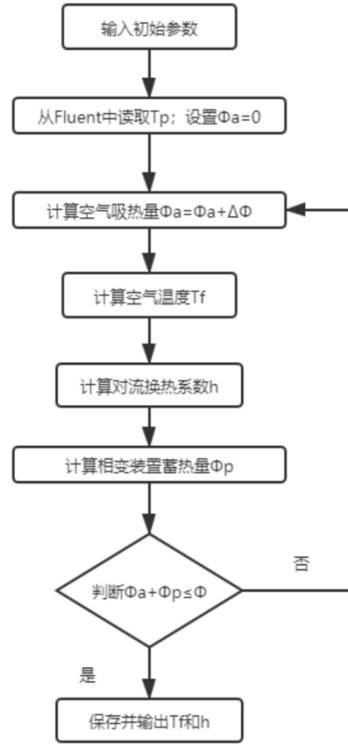 输入初始参数
从Fluent中读取Tp；设置Φa=0
计算空气吸热量Φa=Φa+ΔΦ
计算空气温度Tf
计算对流换热系数h
计算相变装置蓄热量Φp
判断Φa+Φp≤Φ
否
是
保存并输出Tf和h